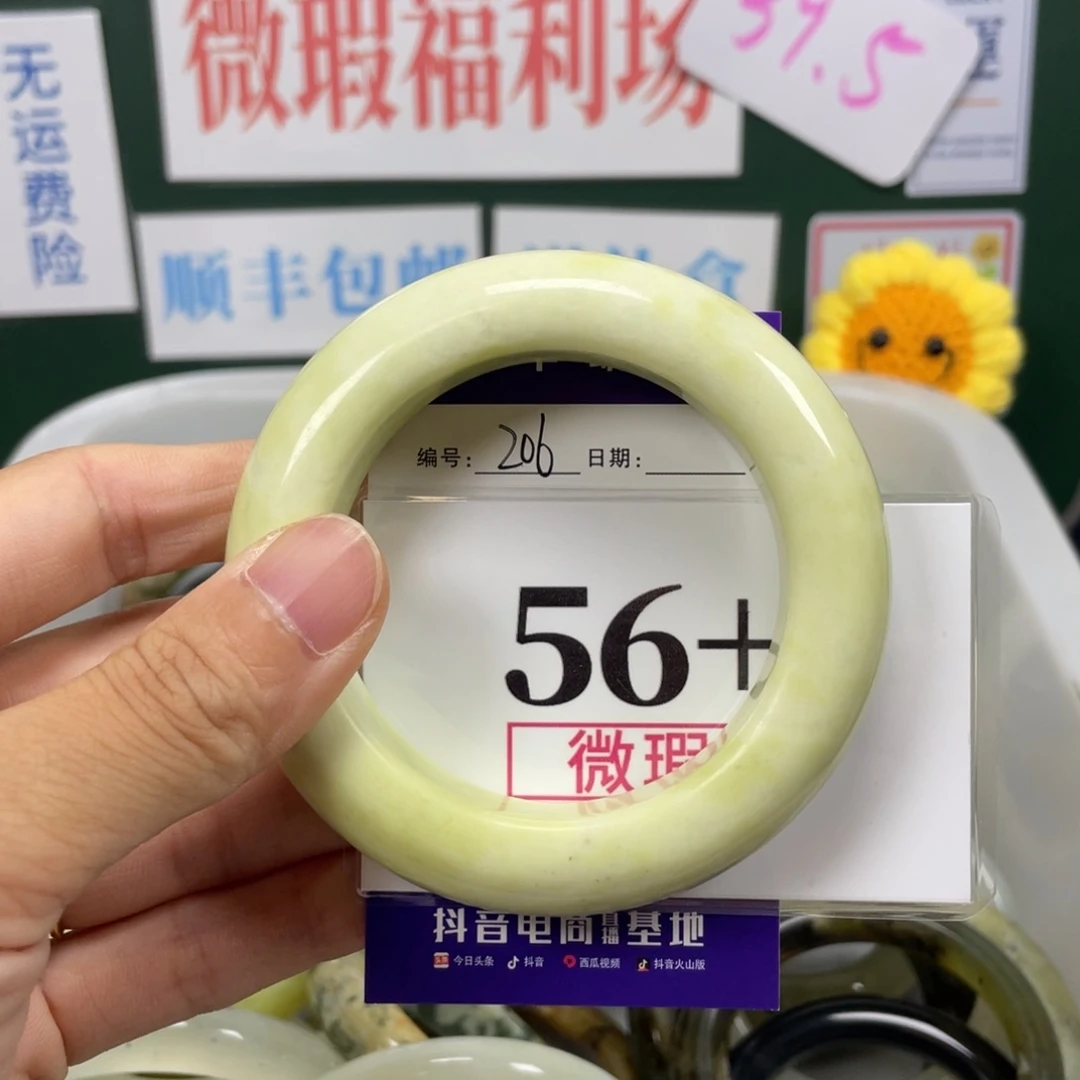 无运费险
微瑕福利场
59.5
顺丰包邮
编号: 206 日期:
56+
微瑕
抖音电商直播基地
今日头条 抖音 西瓜视频 抖音火山版